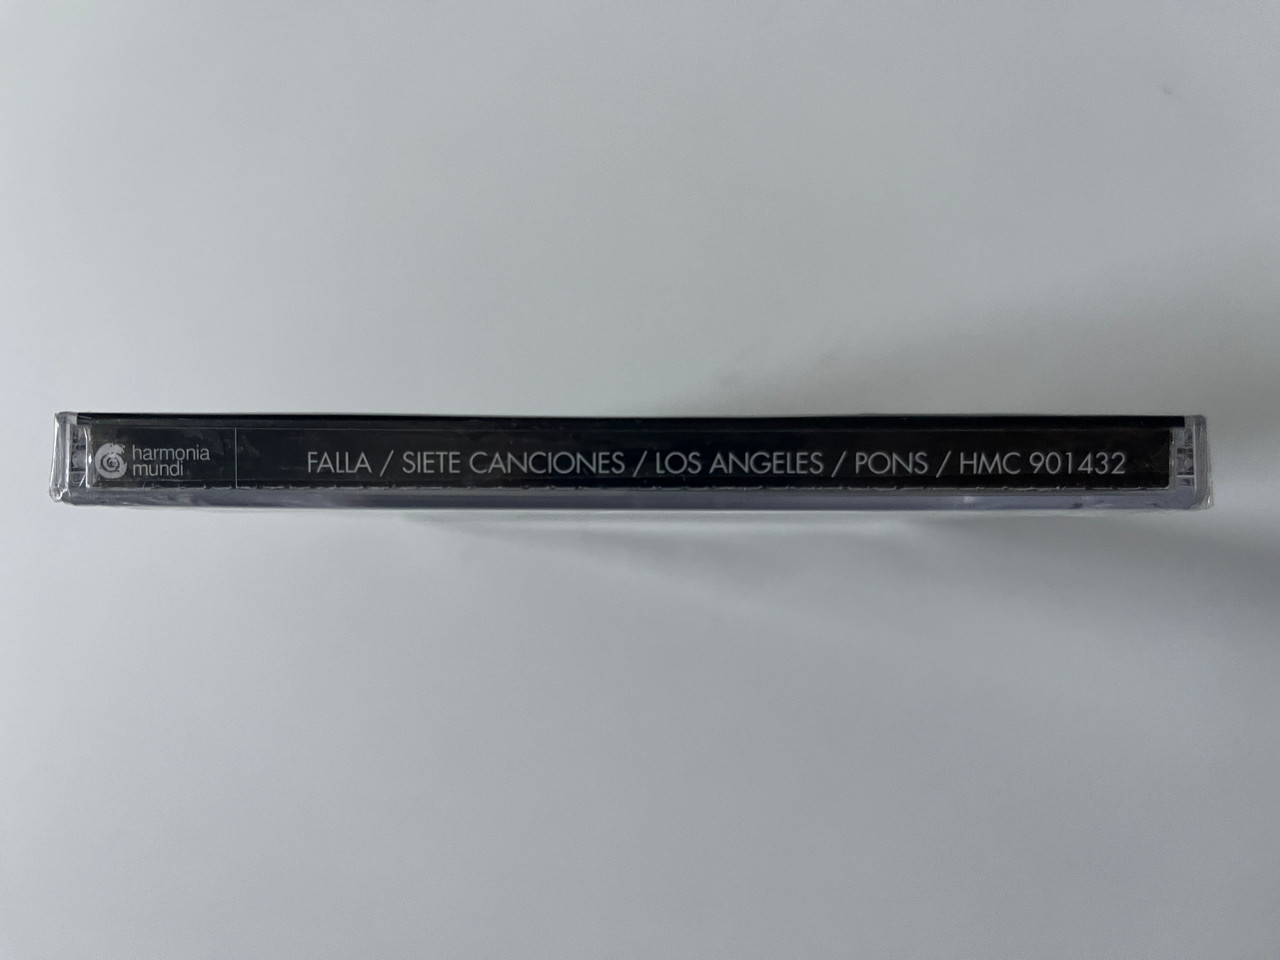 harmonia
mundi
FALLA / SIETE CANCIONES / LOS ANGELES / PONS / HMC 901432